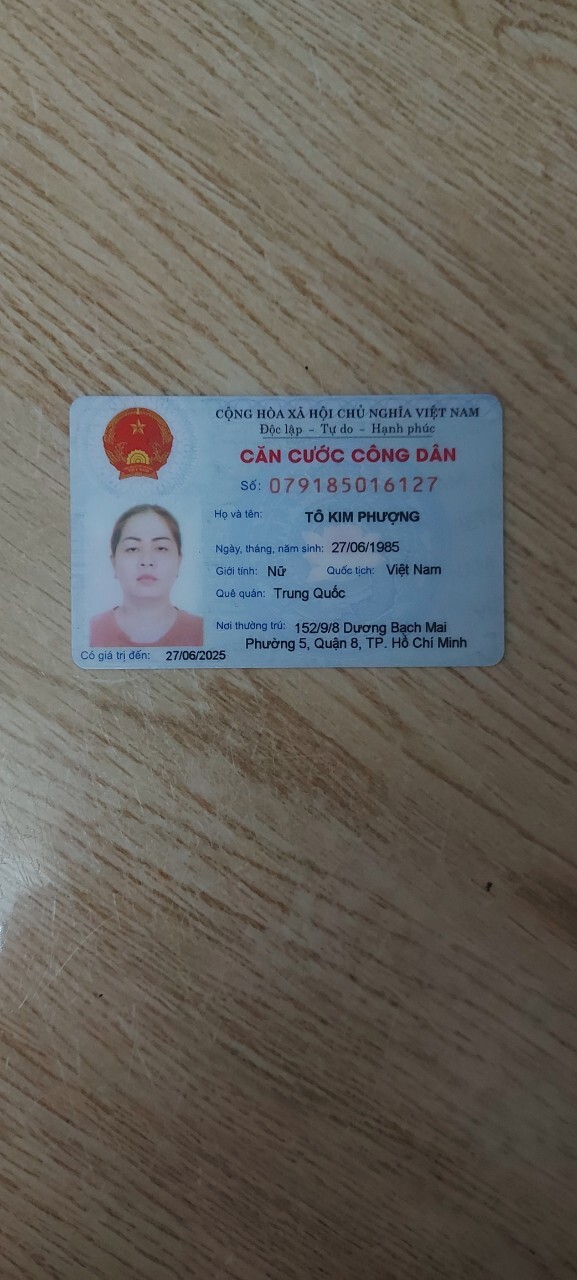 CỘNG HÒA XÃ HỘI CHỦ NGHĨA VIỆT NAM
Độc lập - Tự do - Hạnh phúc
CĂN CƯỚC CÔNG DÂN
Số: 079185016127
Họ và tên: TÔ KIM PHƯỢNG
Ngày, tháng, năm sinh: 27/06/1985
Giới tính: Nữ Quốc tịch: Việt Nam
Quê quán: Trung Quốc
Nơi thường trú: 152/9/8 Dương Bạch Mai
Phường 5, Quận 8, TP. Hồ Chí Minh
Có giá trị đến: 27/06/2025